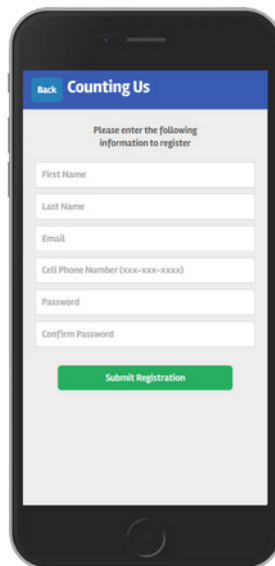 Back Counting Us
Please enter the following
information to register
First Name
Last Name
Email
Cell Phone Number (xxx-xxx-xxxx)
Password
Confirm Password
Submit Registration